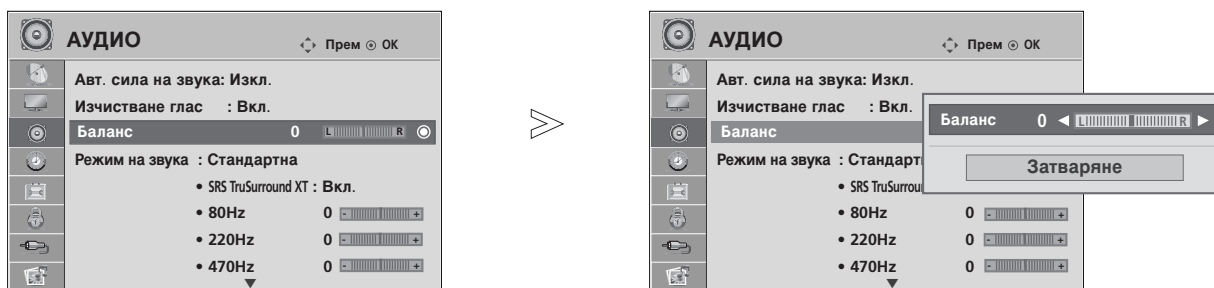 АУДИО
Прем ОК
Авт. сила на звука: Изкл.
Изчистване глас : Вкл.
Баланс 0 L R
Режим на звука : Стандартна
• SRS TruSurround XT : Вкл.
• 80Hz 0 - +
• 220Hz 0 - +
• 470Hz 0 - +
АУДИО
Прем ОК
Авт. сила на звука: Изкл.
Изчистване глас : Вкл.
Баланс
Режим на звука : Стандарт
• SRS TruSurrou
• 80Hz 0 - +
• 220Hz 0 - +
• 470Hz 0 - +
Баланс 0 L R
Затваряне